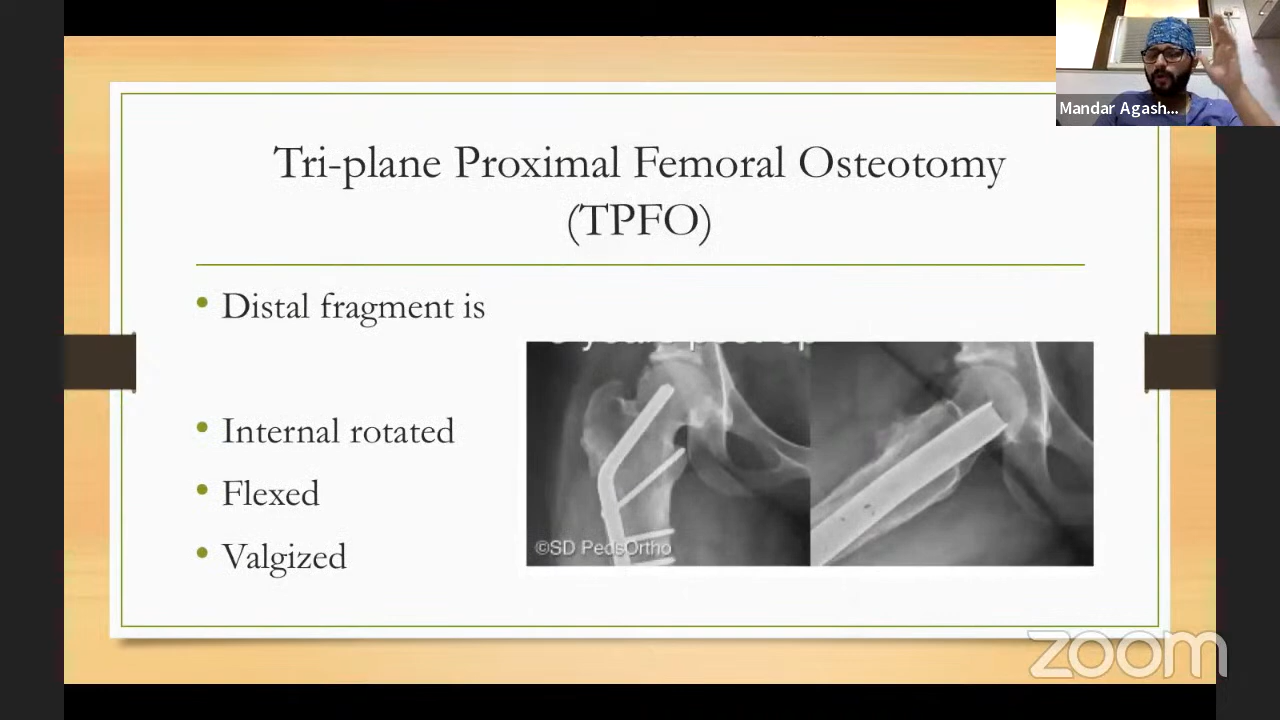 Mandar Agash...
Tri-plane Proximal Femoral Osteotomy
(TPFO)
Distal fragment is
Internal rotated
Flexed
Valgized
©SD PedsOrtho
zoom